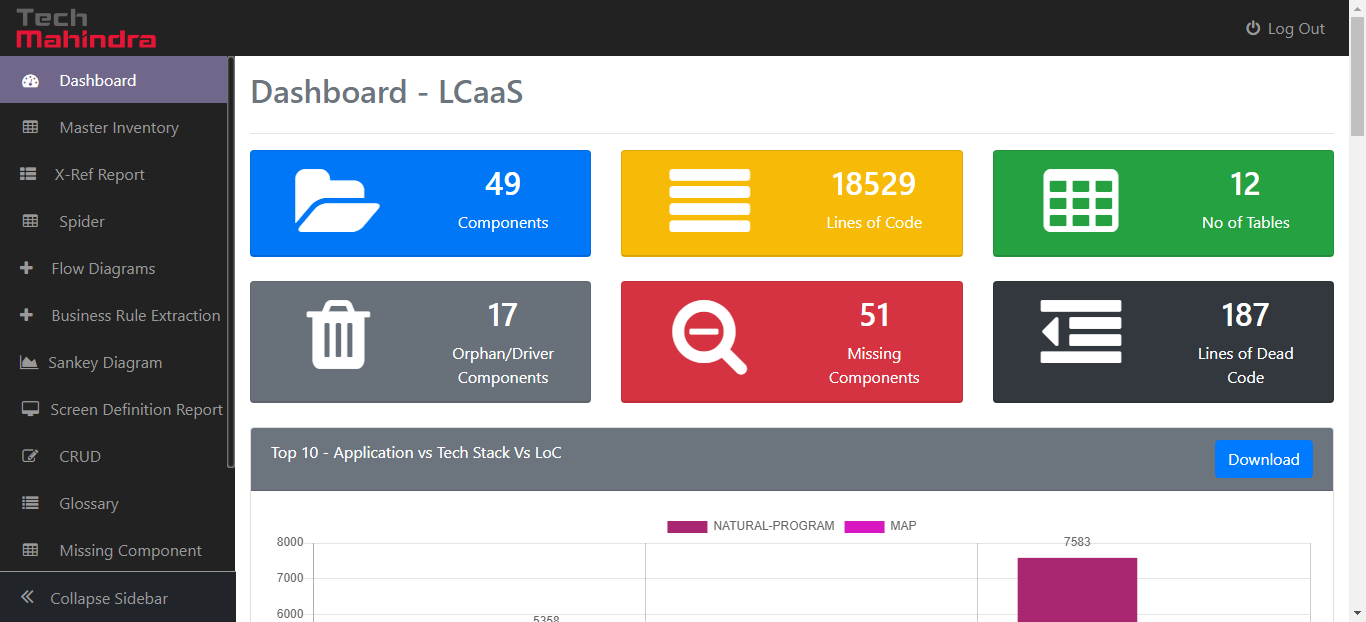 Tech
Mahindra
Log Out
Dashboard
Master Inventory
X-Ref Report
Spider
Flow Diagrams
Business Rule Extraction
Sankey Diagram
Screen Definition Report
CRUD
Glossary
Missing Component
Collapse Sidebar
Dashboard - LCaaS
49
Components
18529
Lines of Code
12
No of Tables
17
Orphan/Driver
Components
51
Missing
Components
187
Lines of Dead
Code
Top 10 - Application vs Tech Stack Vs LoC
Download
NATURAL-PROGRAM
MAP
8000
7583
7000
6000
5358